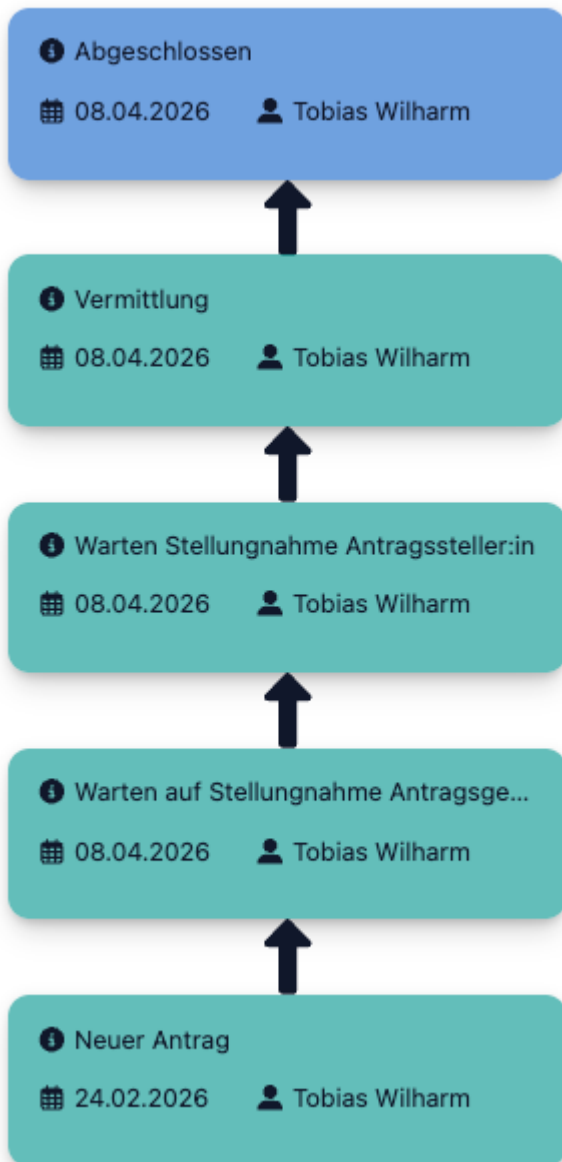 Abgeschlossen
08.04.2026 Tobias Wilharm
Vermittlung
08.04.2026 Tobias Wilharm
Warten Stellungnahme Antragssteller:in
08.04.2026 Tobias Wilharm
Warten auf Stellungnahme Antragsge...
08.04.2026 Tobias Wilharm
Neuer Antrag
24.02.2026 Tobias Wilharm